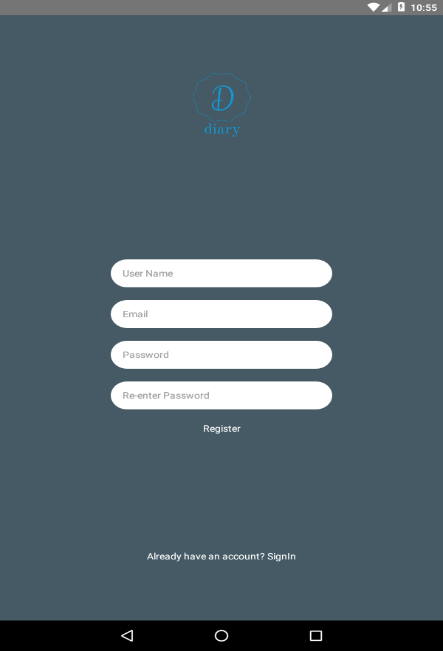 10:55
D
diary
User Name
Email
Password
Re-enter Password
Register
Already have an account? SignIn